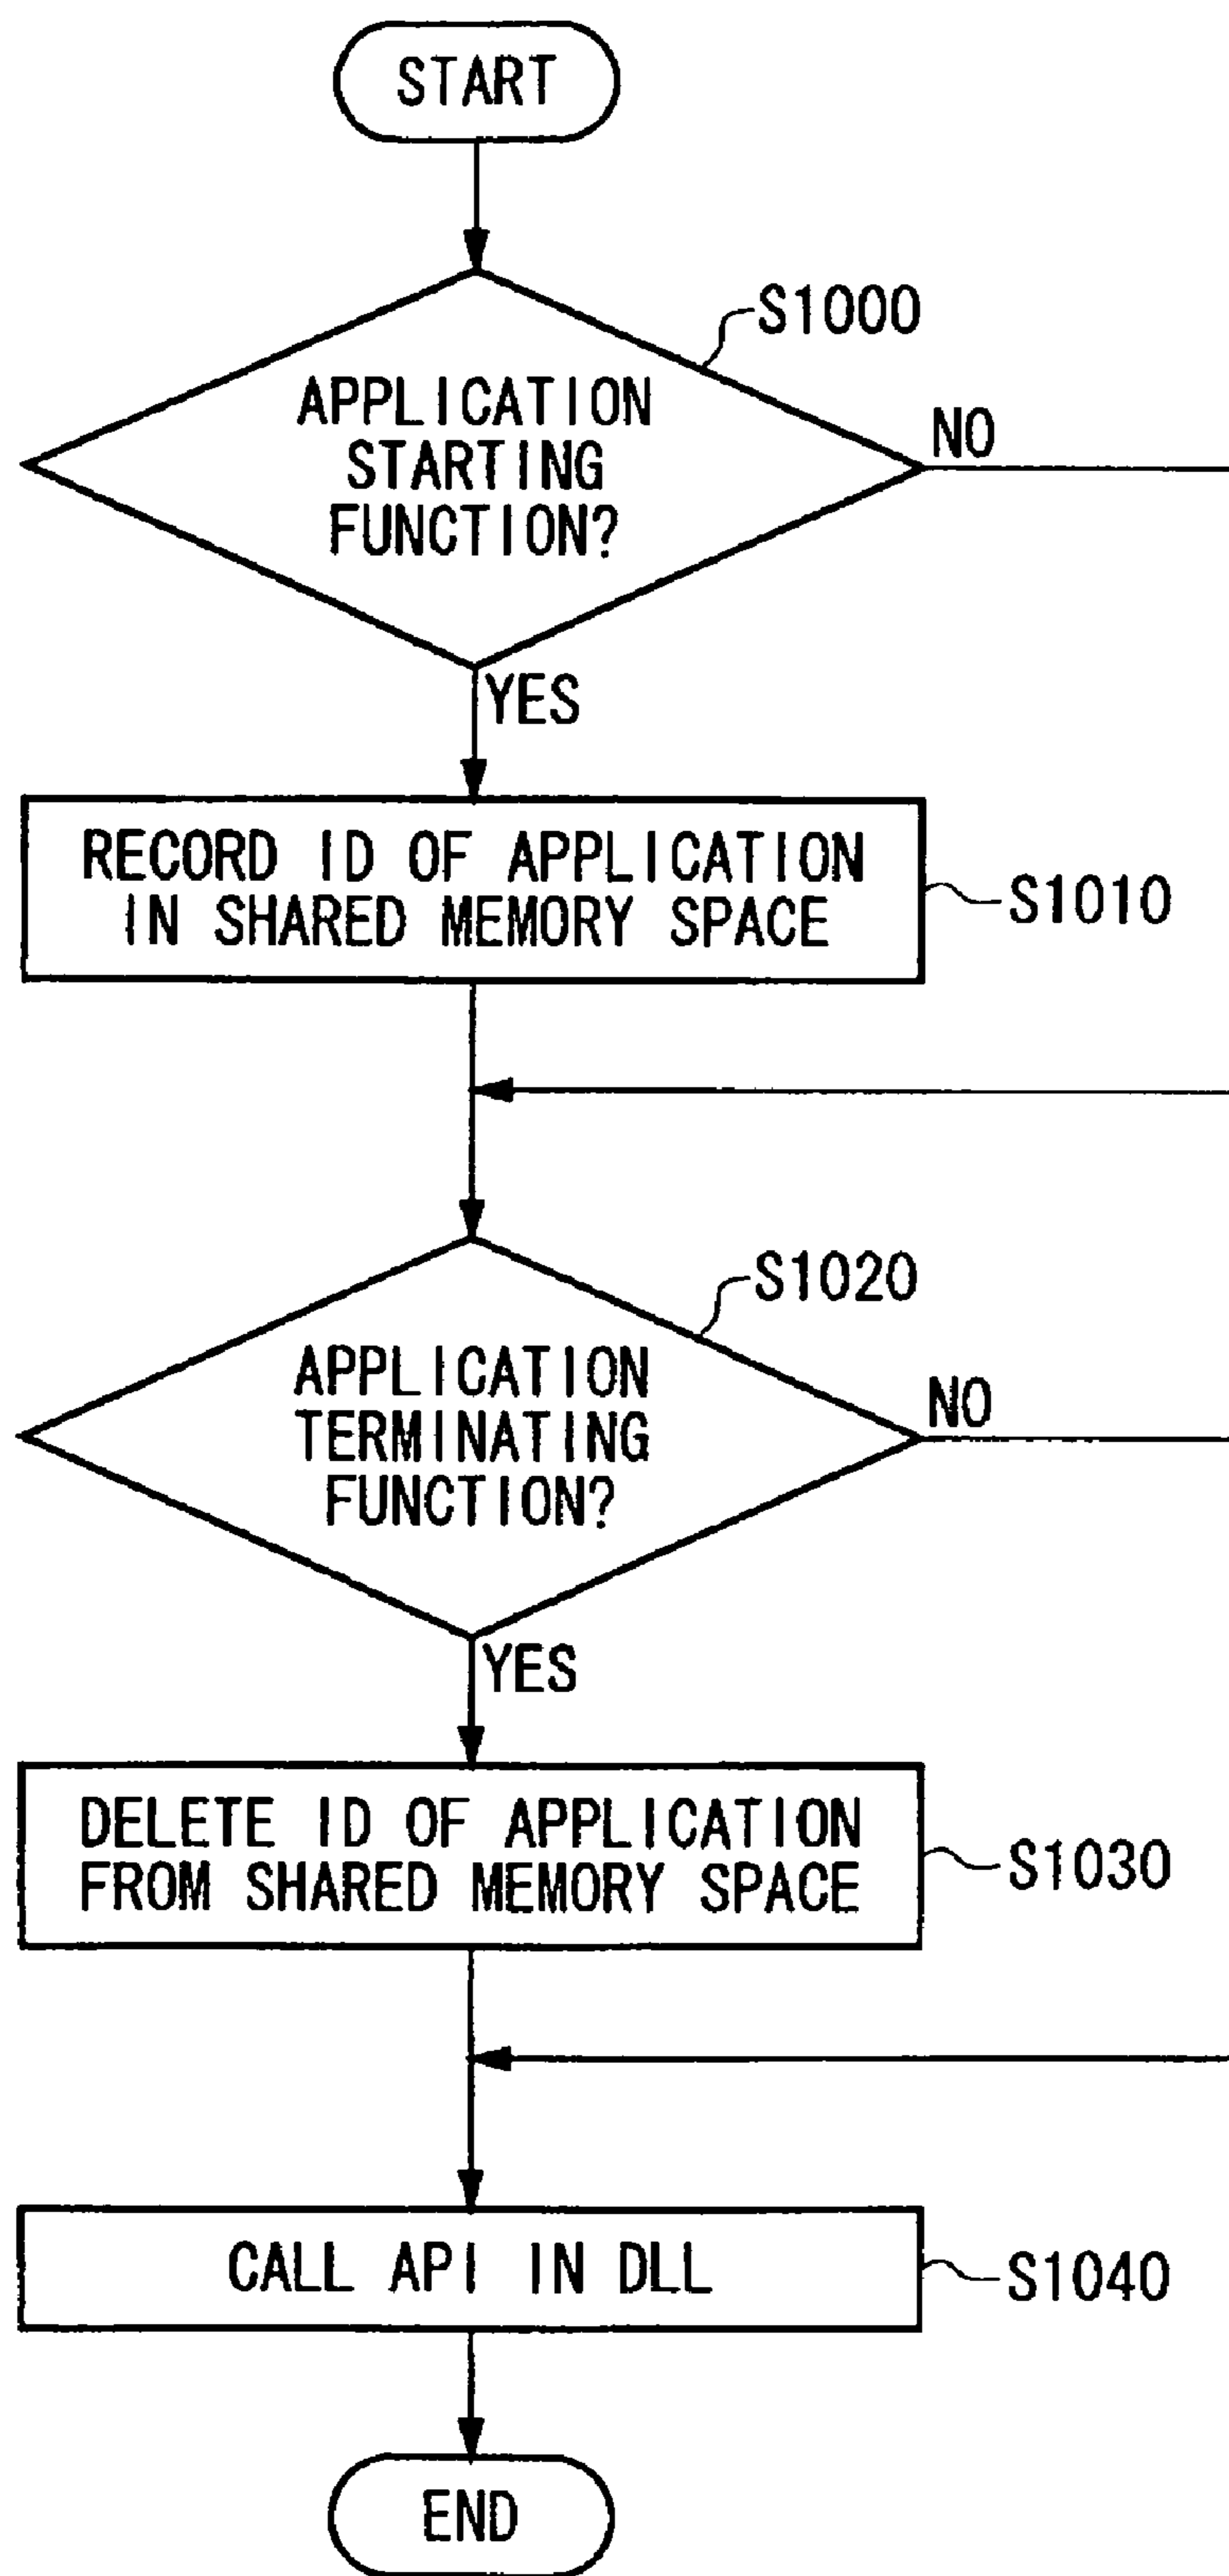 START
S1000
APPLICATION
STARTING
FUNCTION?
NO
YES
RECORD ID OF APPLICATION
IN SHARED MEMORY SPACE
S1010
S1020
APPLICATION
TERMINATING
FUNCTION?
NO
YES
DELETE ID OF APPLICATION
FROM SHARED MEMORY SPACE
S1030
CALL API IN DLL
S1040
END